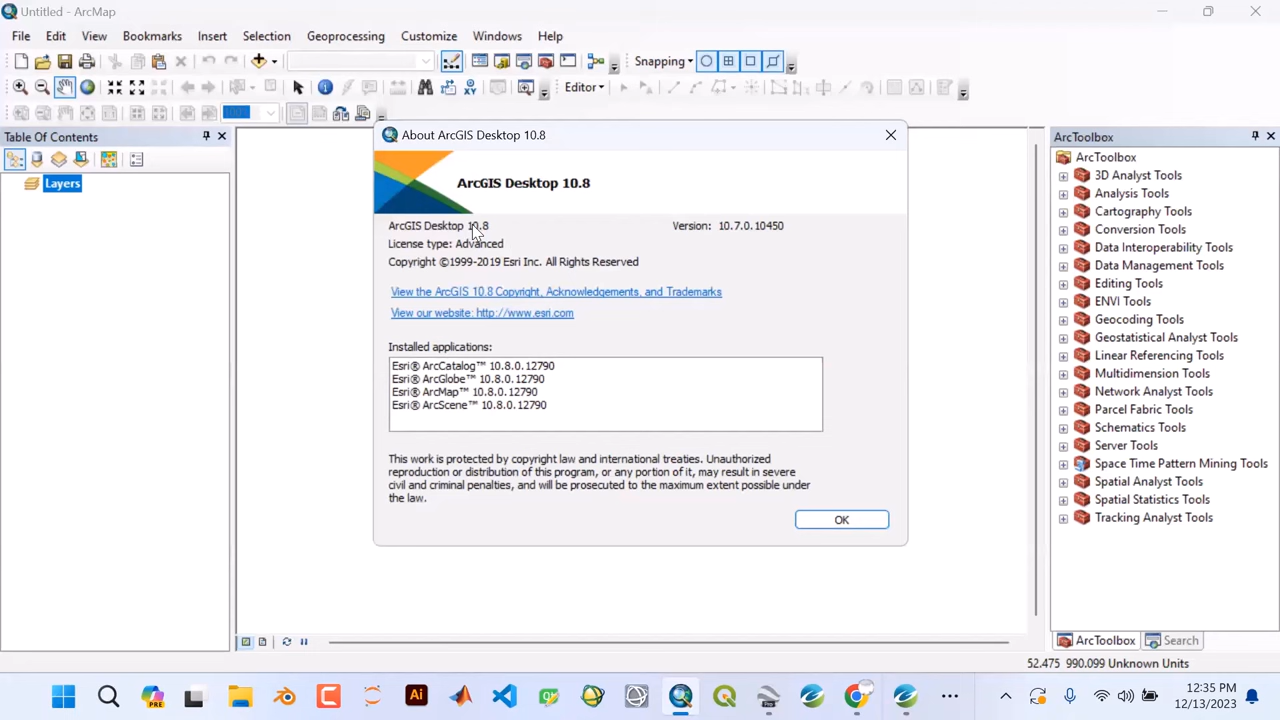 Untitled - ArcMap
File Edit View Bookmarks Insert Selection Geoprocessing Customize Windows Help
Snapping
Editor
100%
Table Of Contents
Layers
About ArcGIS Desktop 10.8
ArcGIS Desktop 10.8
ArcGIS Desktop 10.8 Version: 10.7.0.10450
License type: Advanced
Copyright ©1999-2019 Esri Inc. All Rights Reserved
View the ArcGIS 10.8 Copyright, Acknowledgements, and Trademarks
View our website: http://www.esri.com
Installed applications:
Esri® ArcCatalog™ 10.8.0.12790
Esri® ArcGlobe™ 10.8.0.12790
Esri® ArcMap™ 10.8.0.12790
Esri® ArcScene™ 10.8.0.12790
This work is protected by copyright law and international treaties. Unauthorized
reproduction or distribution of this program, or any portion of it, may result in severe
civil and criminal penalties, and will be prosecuted to the maximum extent possible under
the law.
OK
ArcToolbox
ArcToolbox
3D Analyst Tools
Analysis Tools
Cartography Tools
Conversion Tools
Data Interoperability Tools
Data Management Tools
Editing Tools
ENVI Tools
Geocoding Tools
Geostatistical Analyst Tools
Linear Referencing Tools
Multidimension Tools
Network Analyst Tools
Parcel Fabric Tools
Schematics Tools
Server Tools
Space Time Pattern Mining Tools
Spatial Analyst Tools
Spatial Statistics Tools
Tracking Analyst Tools
ArcToolbox Search
52.475 990.099 Unknown Units
PRE
Ai
Pro
12:35 PM
12/13/2023